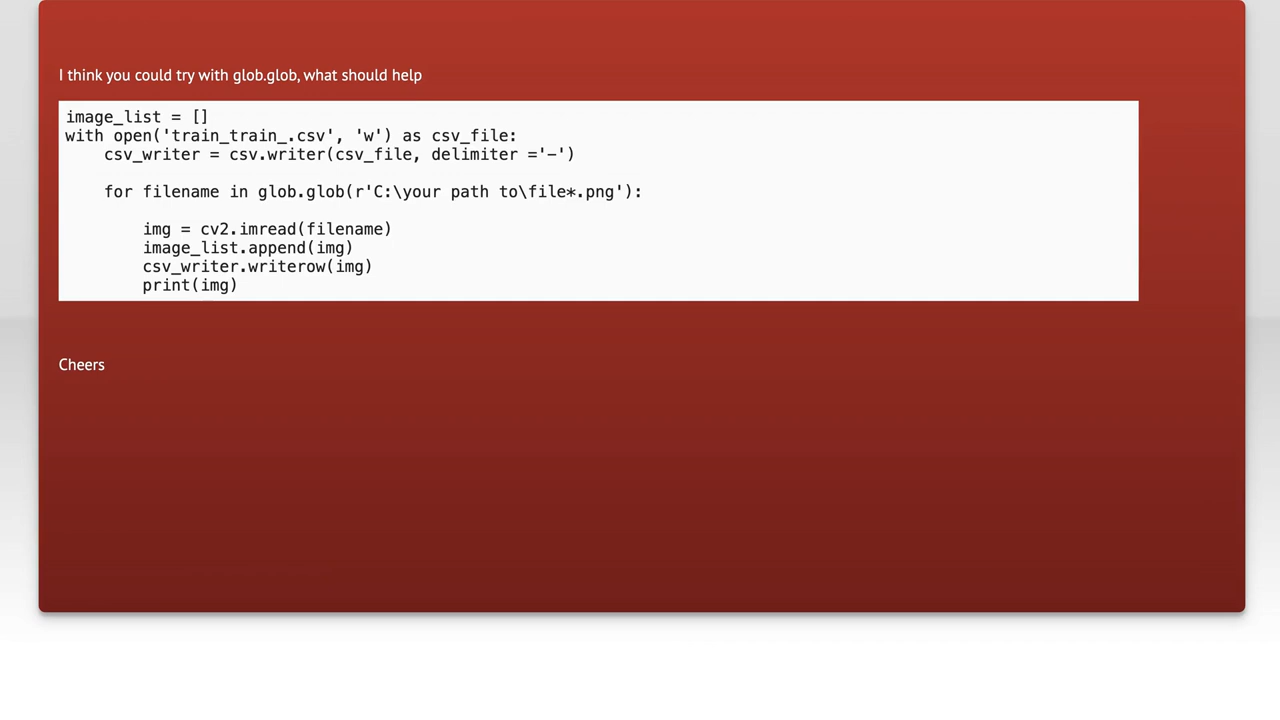 I think you could try with glob.glob, what should help
image_list = []
with open('train_train_.csv', 'w') as csv_file:
    csv_writer = csv.writer(csv_file, delimiter ='-')
    for filename in glob.glob(r'C:\your path to\file*.png'):
        img = cv2.imread(filename)
        image_list.append(img)
        csv_writer.writerow(img)
        print(img)
Cheers